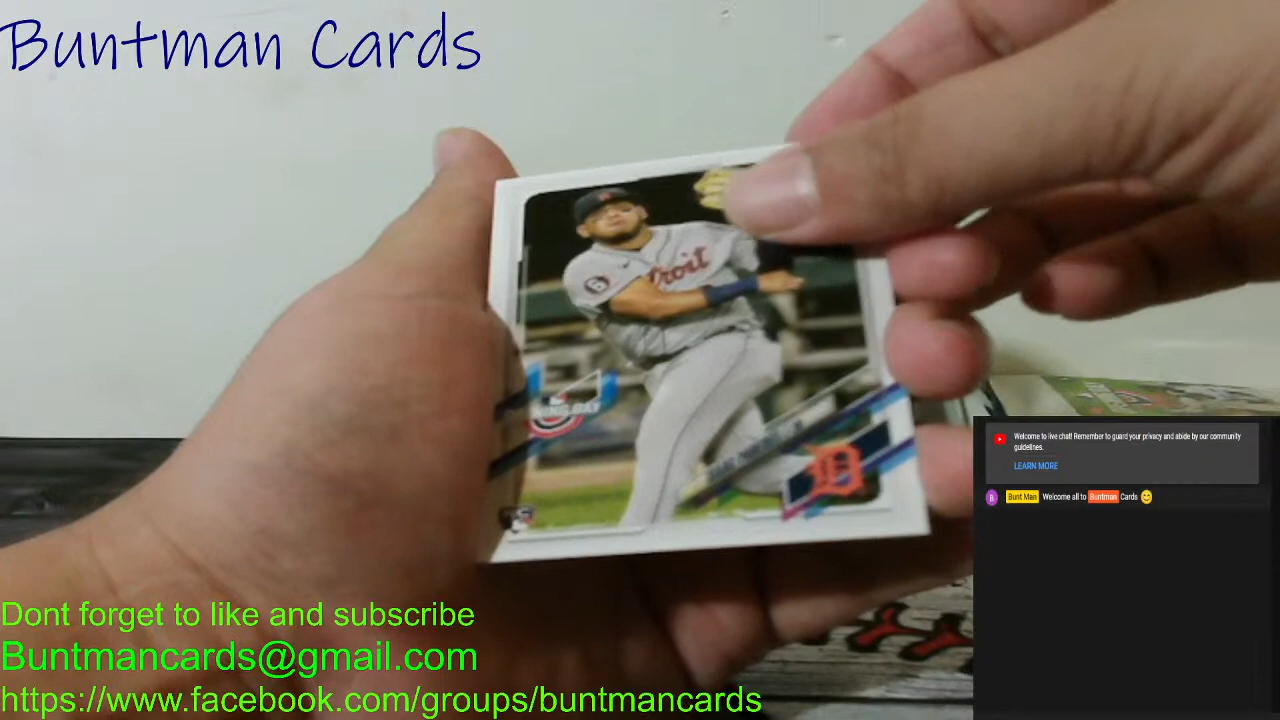 Buntman Cards
Detroit
Welcome to live chat! Remember to guard your privacy and abide by our community
guidelines.
LEARN MORE
B Bunt Man Welcome all to Buntman Cards
Dont forget to like and subscribe
Buntmancards@gmail.com
https://www.facebook.com/groups/buntmancards